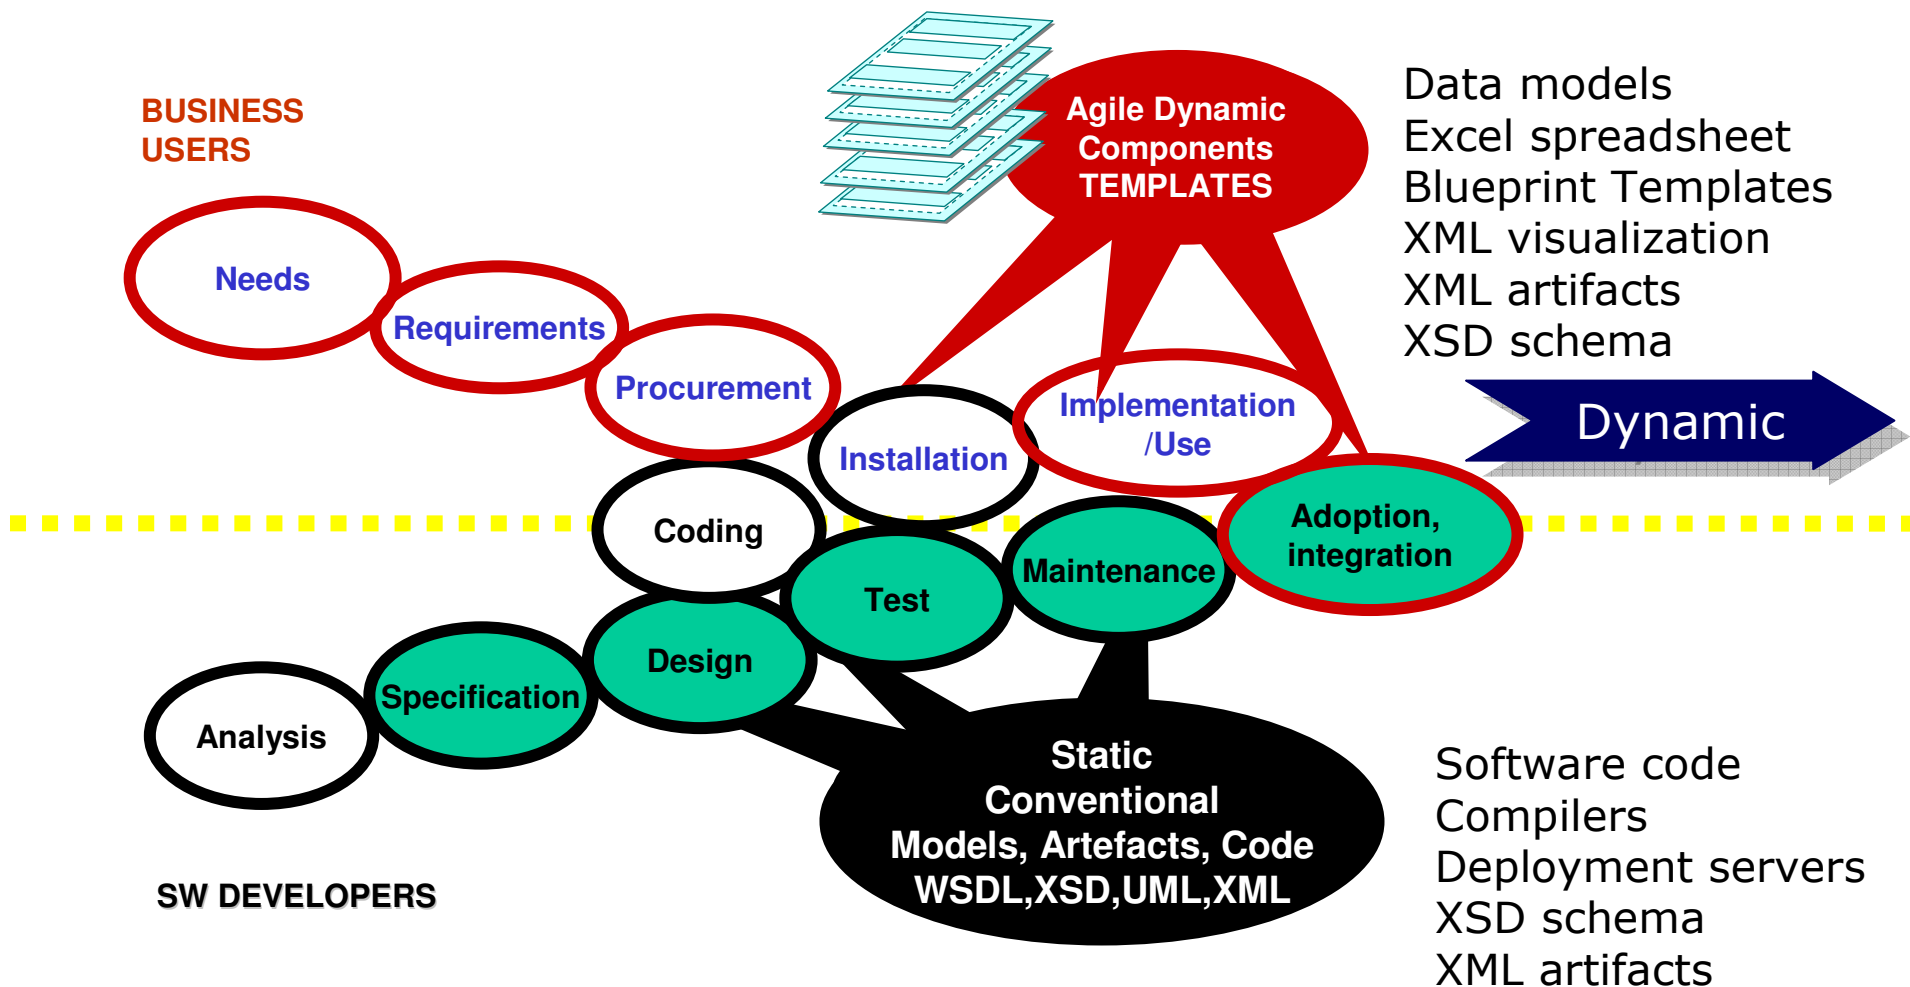 BUSINESS
USERS
Agile Dynamic
Components
TEMPLATES
Data models
Excel spreadsheet
Blueprint Templates
XML visualization
XML artifacts
XSD schema
Needs
Requirements
Procurement
Installation
Implementation
/Use
Dynamic
Coding
Test
Maintenance
Adoption,
integration
Design
Specification
Analysis
Static
Conventional
Models, Artefacts, Code
WSDL,XSD,UML,XML
SW DEVELOPERS
Software code
Compilers
Deployment servers
XSD schema
XML artifacts